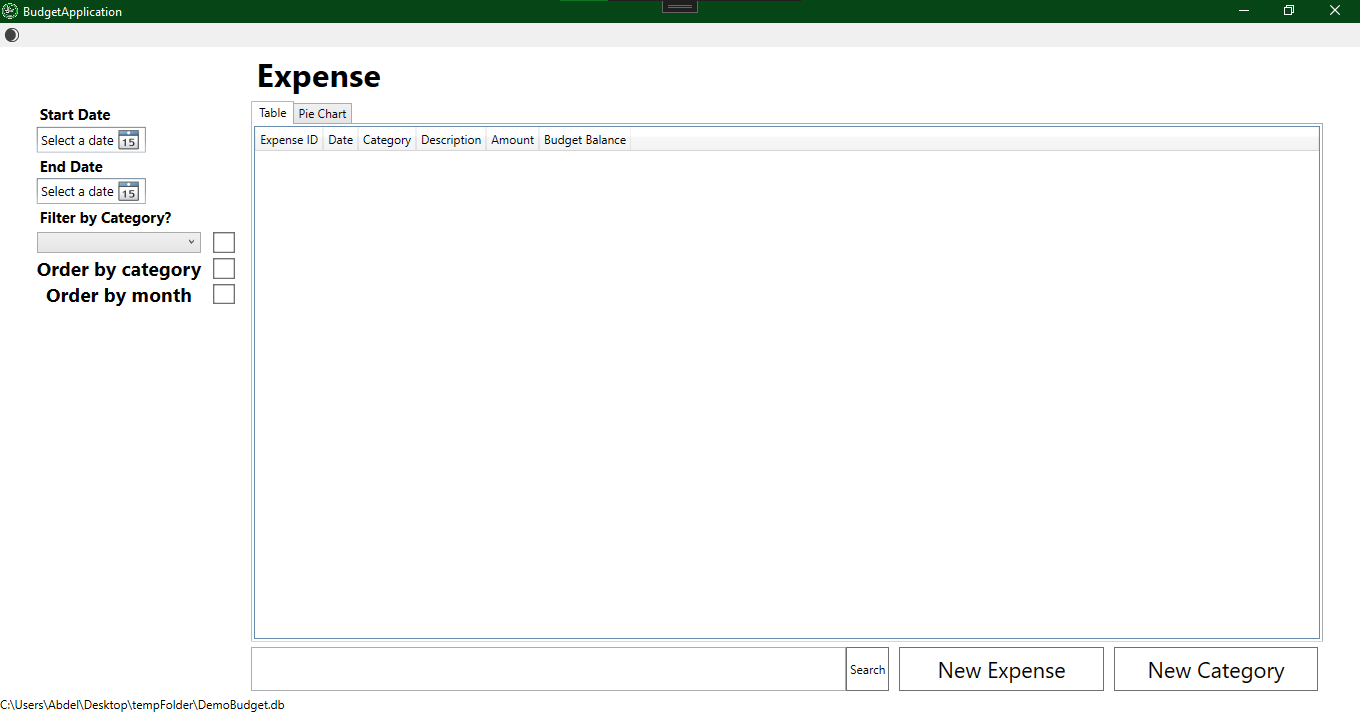 BudgetApplication
Expense
Start Date
Select a date 15
End Date
Select a date 15
Filter by Category?
Order by category
Order by month
Table Pie Chart
Expense ID Date Category Description Amount Budget Balance
Search New Expense New Category
C:\Users\Abdel\Desktop\tempFolder\DemoBudget.db